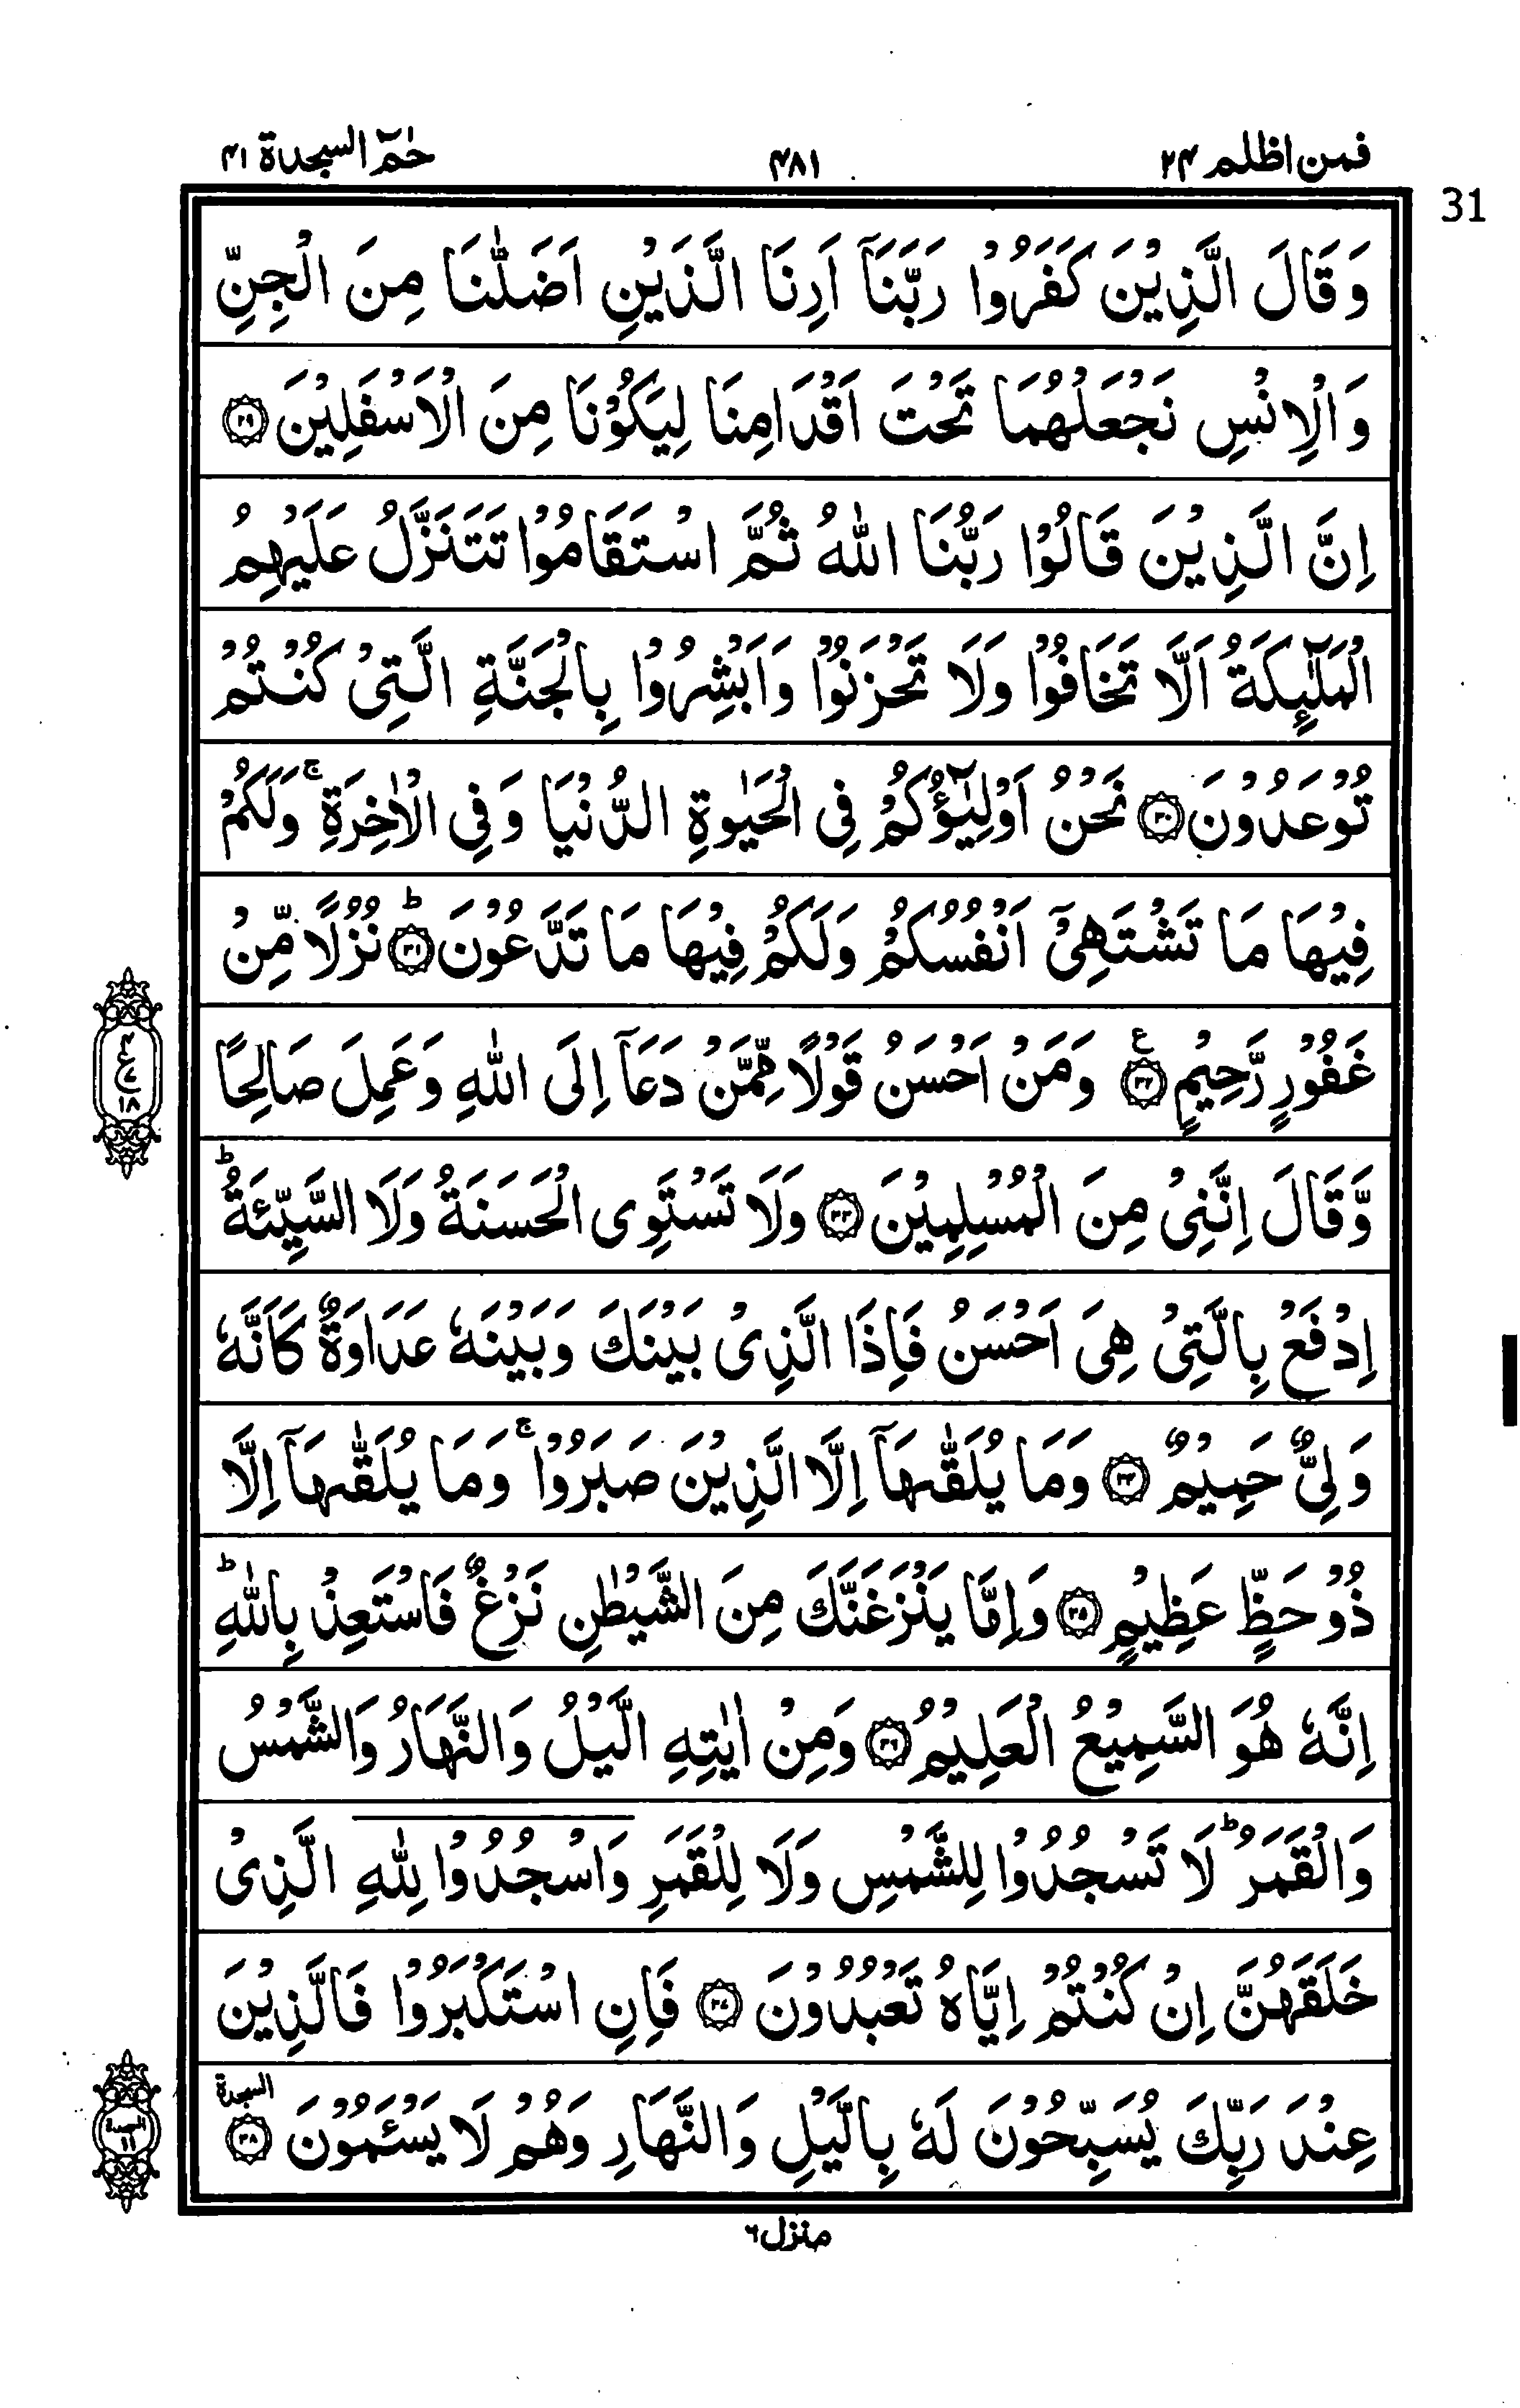 فمن اظلم ۲۴
۴۸۱
حٰمٓ السجدة ۴۱
31
وَقَالَ الَّذِيْنَ كَفَرُوْا رَبَّنَاۤ اَرِنَا الَّذَيْنِ اَضَلّٰنَا مِنَ الْجِنِّ
وَالْاِنْسِ نَجْعَلْهُمَا تَحْتَ اَقْدَامِنَا لِيَكُوْنَا مِنَ الْاَسْفَلِيْنَ ۲۹
اِنَّ الَّذِيْنَ قَالُوْا رَبُّنَا اللّٰهُ ثُمَّ اسْتَقَامُوْا تَتَنَزَّلُ عَلَيْهِمُ
الْمَلٰٓئِكَةُ اَلَّا تَخَافُوْا وَلَا تَحْزَنُوْا وَاَبْشِرُوْا بِالْجَنَّةِ الَّتِيْ كُنْتُمْ
تُوْعَدُوْنَ ۳۰ نَحْنُ اَوْلِيٰٓؤُكُمْ فِي الْحَيٰوةِ الدُّنْيَا وَفِي الْاٰخِرَةِ ۚ وَلَكُمْ
فِيْهَا مَا تَشْتَهِيْۤ اَنْفُسُكُمْ وَلَكُمْ فِيْهَا مَا تَدَّعُوْنَ ؕ ۳۱ نُزُلًا مِّنْ
غَفُوْرٍ رَّحِيْمٍ ۳۲ ع وَمَنْ اَحْسَنُ قَوْلًا مِّمَّنْ دَعَاۤ اِلَى اللّٰهِ وَعَمِلَ صَالِحًا
وَّقَالَ اِنَّنِيْ مِنَ الْمُسْلِمِيْنَ ۳۳ وَلَا تَسْتَوِي الْحَسَنَةُ وَلَا السَّيِّئَةُ ؕ
اِدْفَعْ بِالَّتِيْ هِيَ اَحْسَنُ فَاِذَا الَّذِيْ بَيْنَكَ وَبَيْنَهٗ عَدَاوَةٌ كَاَنَّهٗ
وَلِيٌّ حَمِيْمٌ ۳۴ وَمَا يُلَقّٰىهَاۤ اِلَّا الَّذِيْنَ صَبَرُوْا ۚ وَمَا يُلَقّٰىهَاۤ اِلَّا
ذُوْ حَظٍّ عَظِيْمٍ ۳۵ وَاِمَّا يَنْزَغَنَّكَ مِنَ الشَّيْطٰنِ نَزْغٌ فَاسْتَعِذْ بِاللّٰهِ ؕ
اِنَّهٗ هُوَ السَّمِيْعُ الْعَلِيْمُ ۳۶ وَمِنْ اٰيٰتِهِ الَّيْلُ وَالنَّهَارُ وَالشَّمْسُ
وَالْقَمَرُ ؕ لَا تَسْجُدُوْا لِلشَّمْسِ وَلَا لِلْقَمَرِ وَاسْجُدُوْا لِلّٰهِ الَّذِيْ
خَلَقَهُنَّ اِنْ كُنْتُمْ اِيَّاهُ تَعْبُدُوْنَ ۳۷ فَاِنِ اسْتَكْبَرُوْا فَالَّذِيْنَ
عِنْدَ رَبِّكَ يُسَبِّحُوْنَ لَهٗ بِالَّيْلِ وَالنَّهَارِ وَهُمْ لَا يَسْـَٔمُوْنَ ۳۸ السجدة
ع
۷
۱۸
السجدة
۱۱
منزل ۶